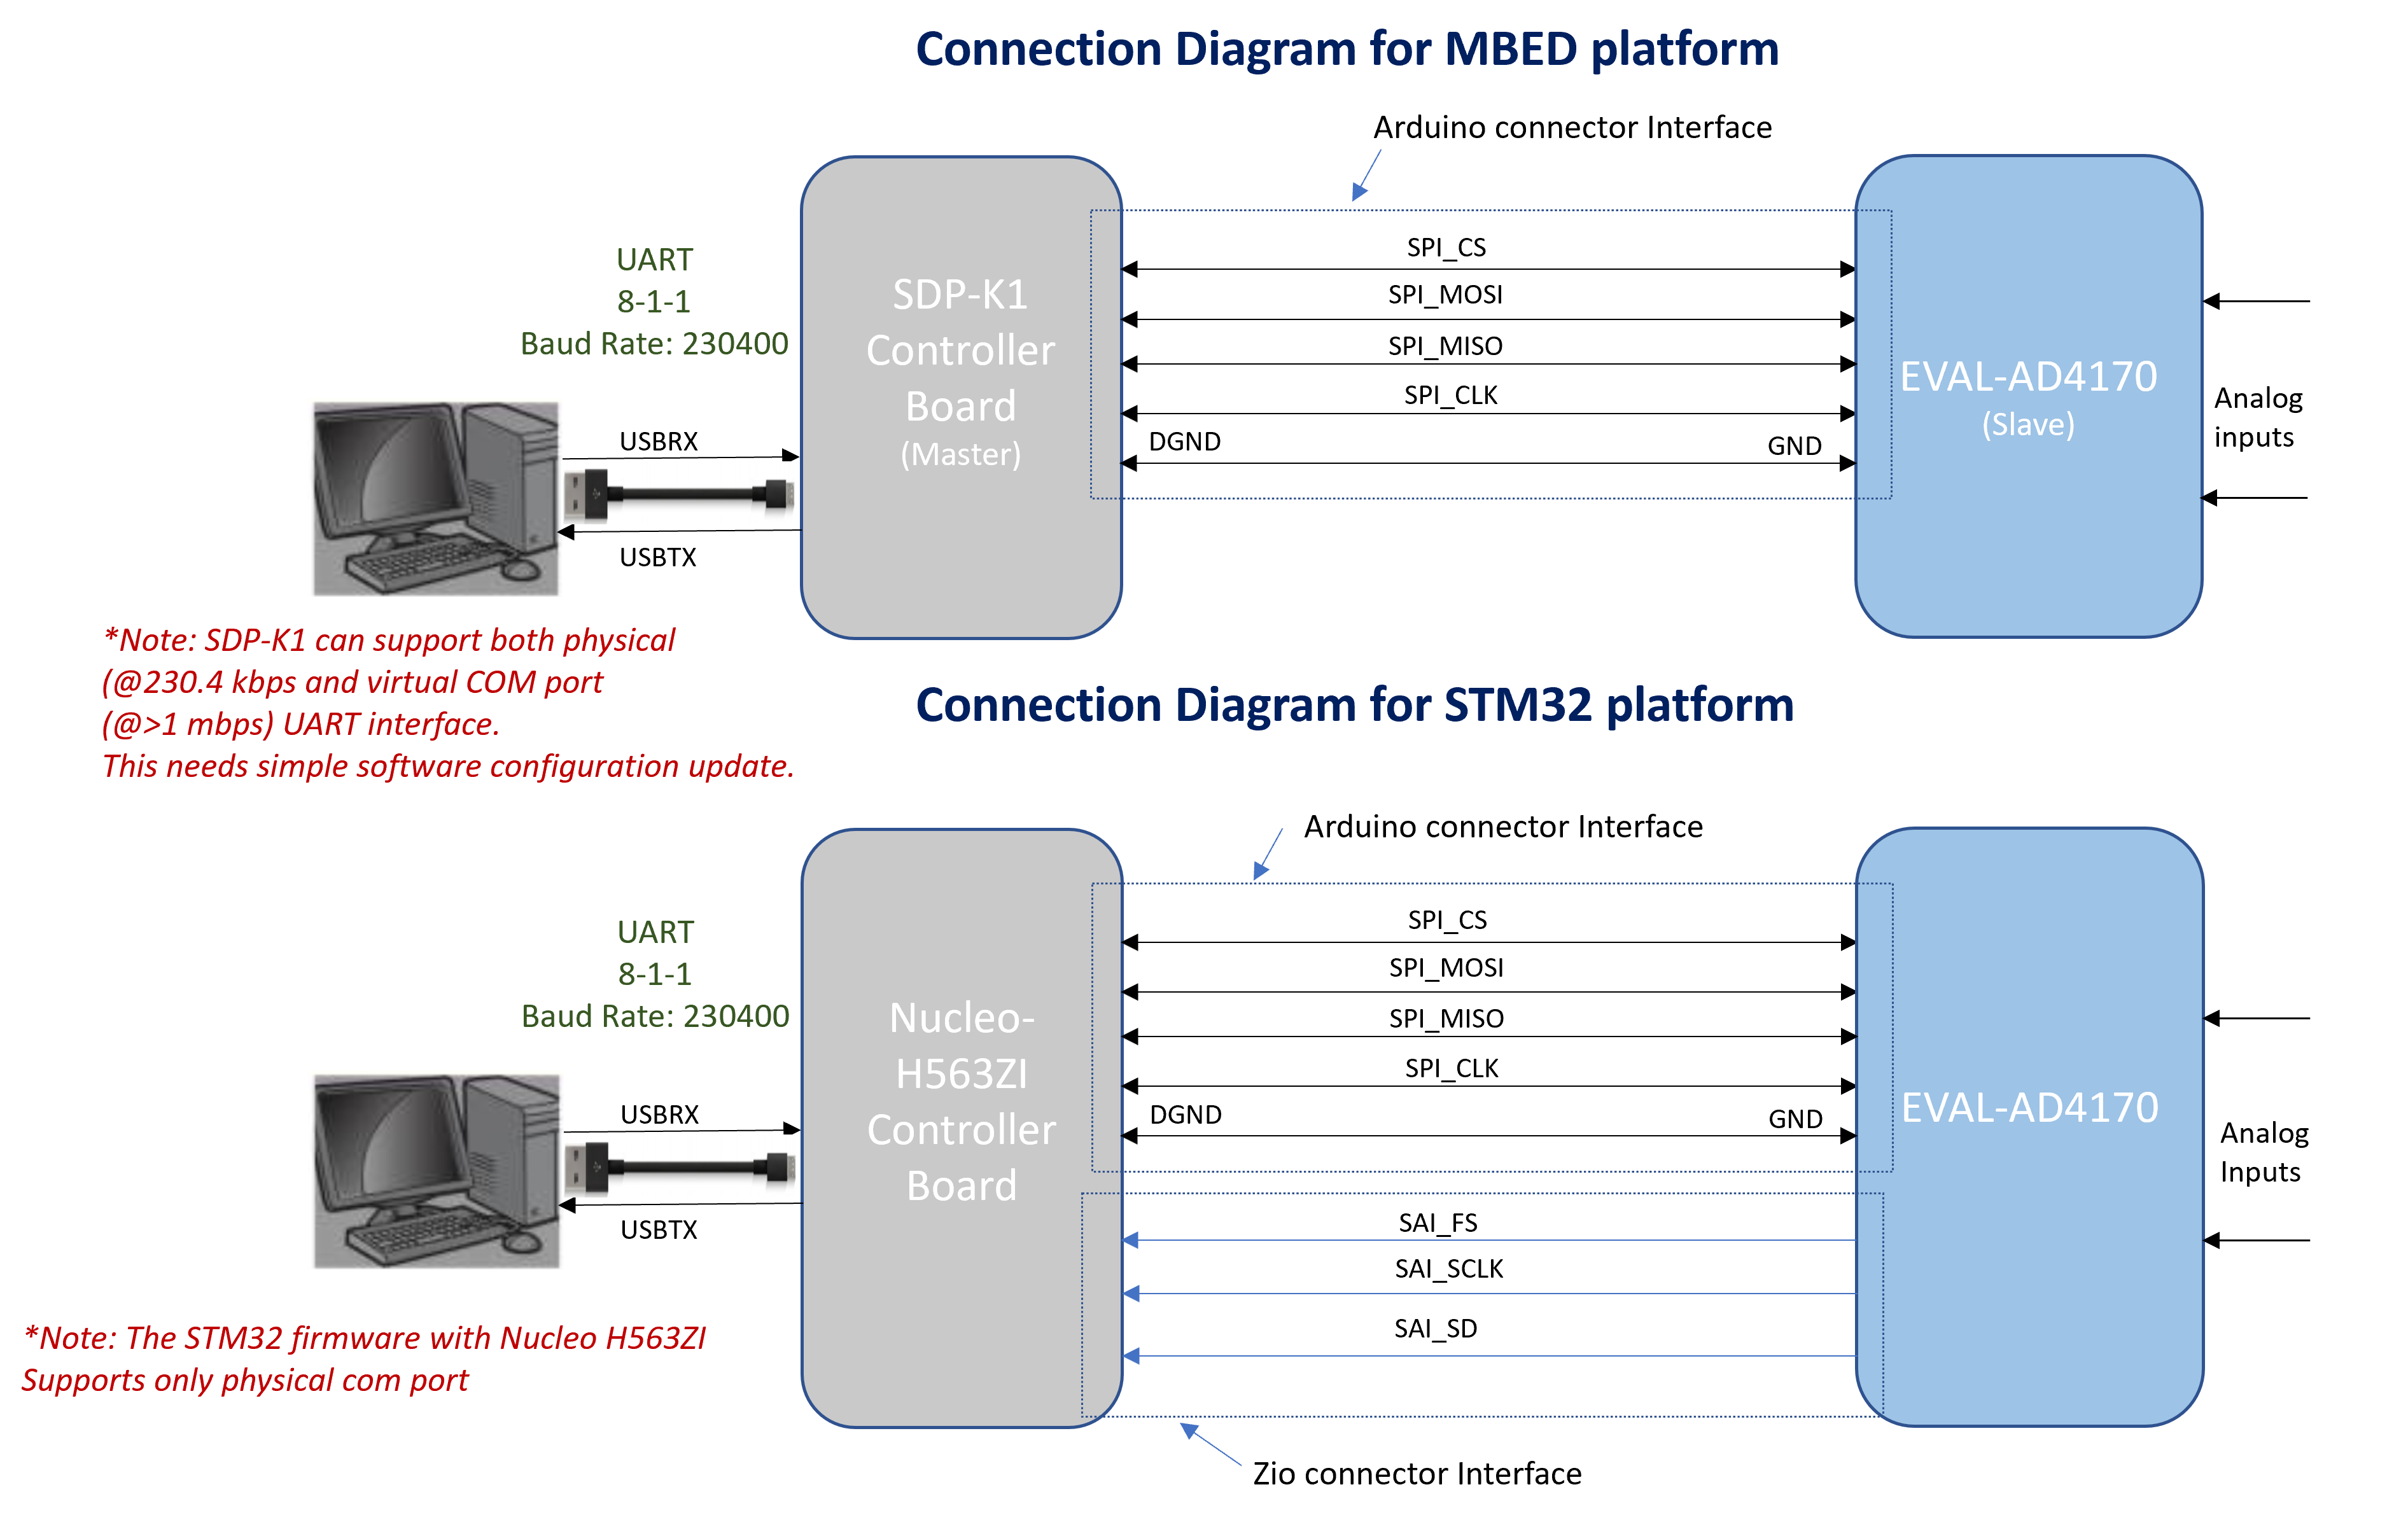 Connection Diagram for MBED platform
Arduino connector Interface
UART
8-1-1
Baud Rate: 230400
USBRX
USBTX
SDP-K1
Controller
Board
(Master)
SPI_CS
SPI_MOSI
SPI_MISO
SPI_CLK
DGND
GND
EVAL-AD4170
(Slave)
Analog
inputs
*Note: SDP-K1 can support both physical
(@230.4 kbps and virtual COM port
(@>1 mbps) UART interface.
This needs simple software configuration update.
Connection Diagram for STM32 platform
Arduino connector Interface
UART
8-1-1
Baud Rate: 230400
USBRX
USBTX
Nucleo-
H563ZI
Controller
Board
SPI_CS
SPI_MOSI
SPI_MISO
SPI_CLK
DGND
GND
SAI_FS
SAI_SCLK
SAI_SD
EVAL-AD4170
Analog
Inputs
*Note: The STM32 firmware with Nucleo H563ZI
Supports only physical com port
Zio connector Interface